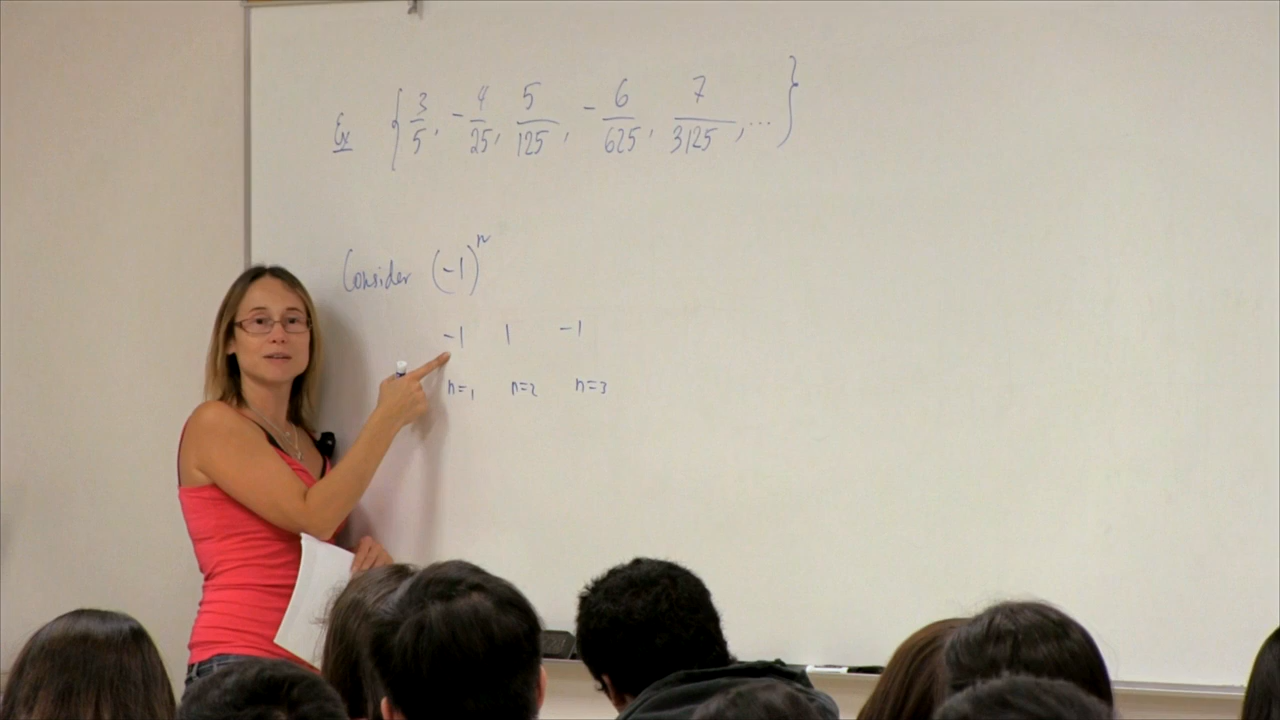 Ex { 3/5, -4/25, 5/125, -6/625, 7/3125, ... }
Consider (-1)^n
-1 1 -1
n=1 n=2 n=3